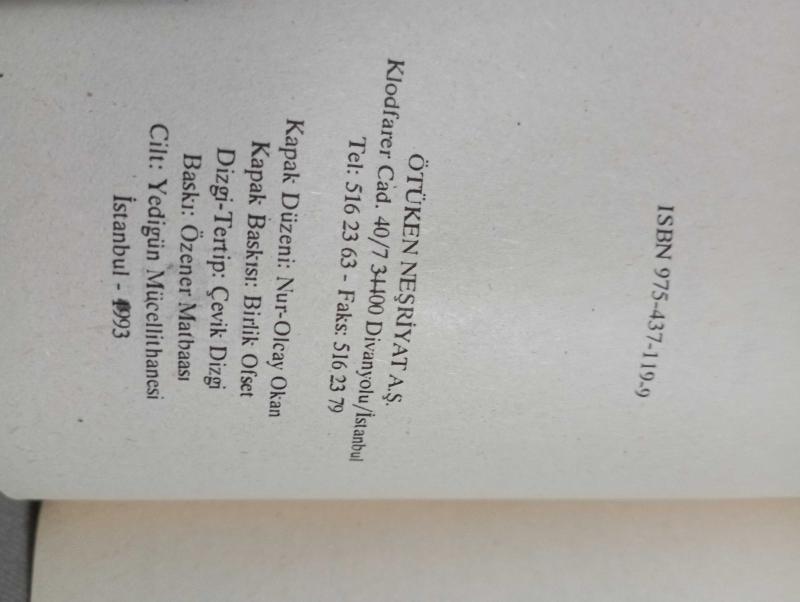 ISBN 975-437-119-9
ÖTÜKEN NEŞRİYAT A.Ş.
Klodfarer Cad. 40/7 34400 Divanyolu/İstanbul
Tel: 516 23 63 - Faks: 516 23 79
Kapak Düzeni: Nur-Olcay Okan
Kapak Baskısı: Birlik Ofset
Dizgi-Tertip: Çevik Dizgi
Baskı: Özener Matbaası
Cilt: Yedigün Mücellithanesi
İstanbul - 1993